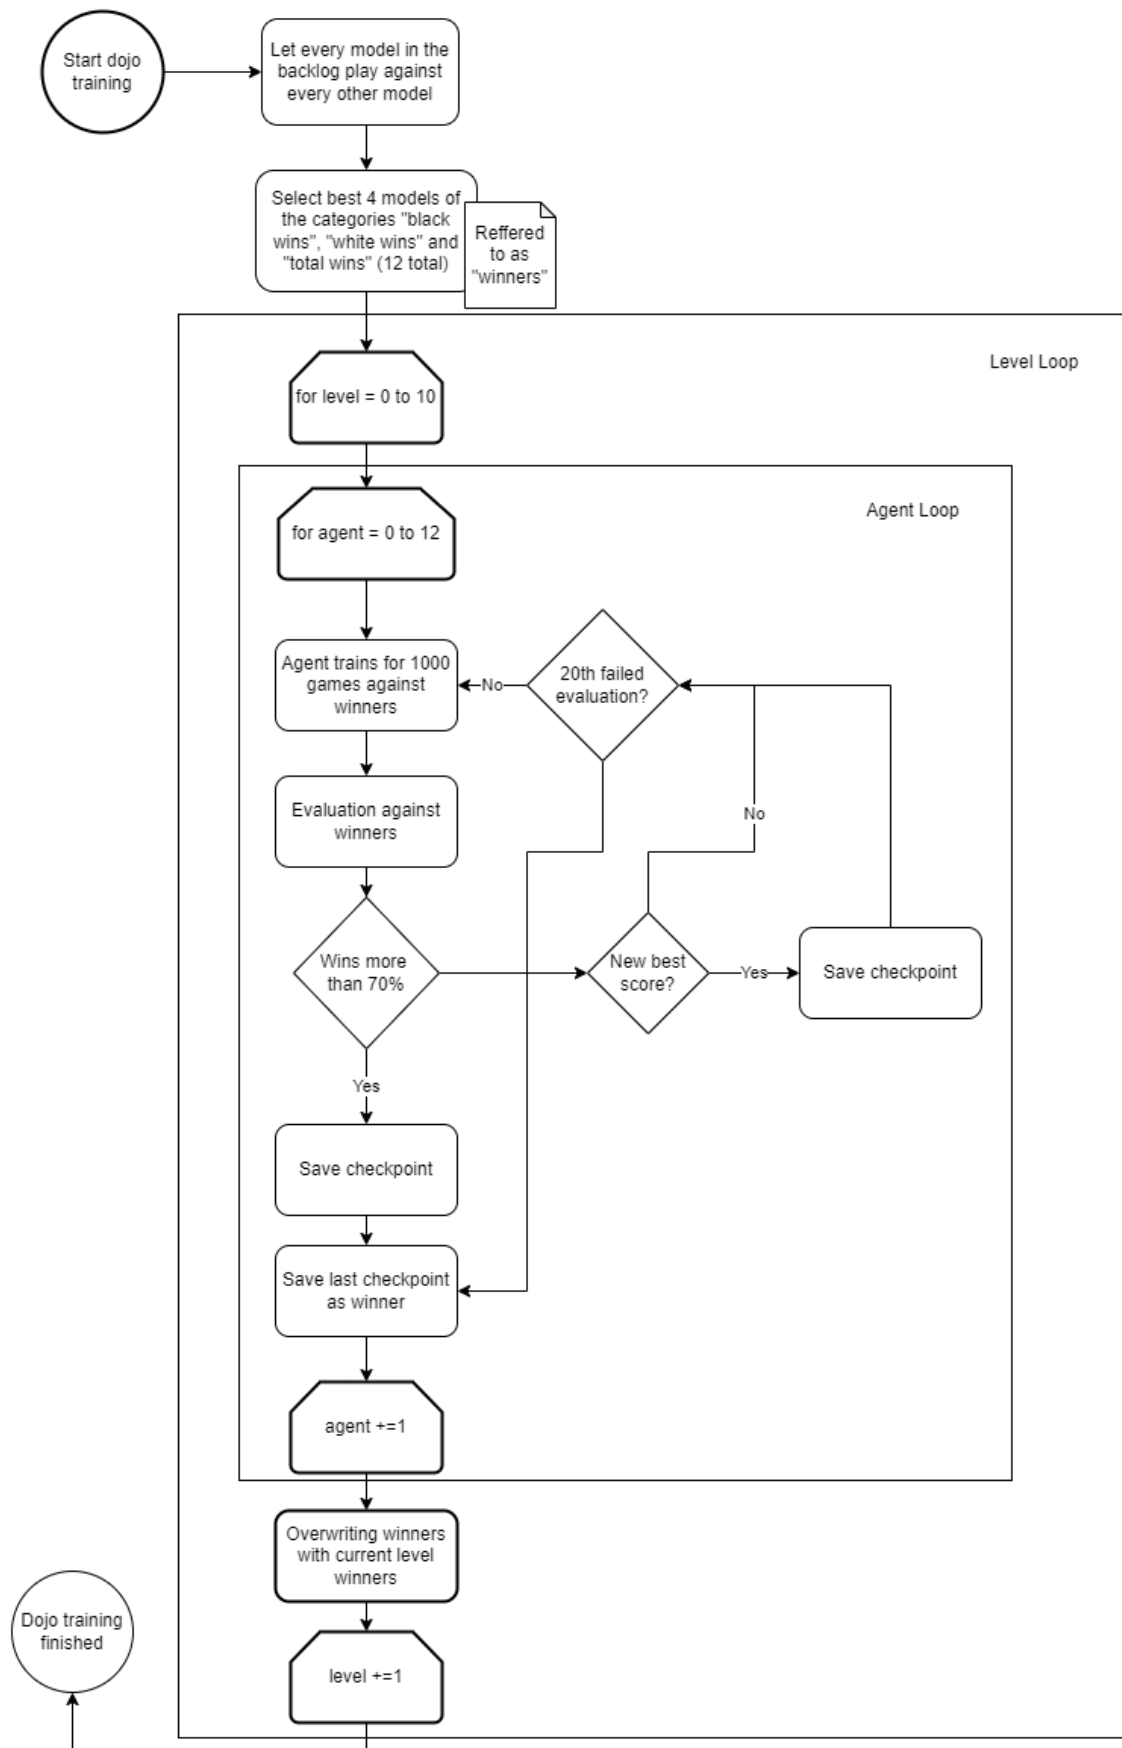 Start dojo
training
Let every model in the
backlog play against
every other model
Select best 4 models of
the categories "black
wins", "white wins" and
"total wins" (12 total)
Reffered
to as
"winners"
Level Loop
for level = 0 to 10
Agent Loop
for agent = 0 to 12
Agent trains for 1000
games against
winners
No
20th failed
evaluation?
Evaluation against
winners
No
Wins more
than 70%
New best
score?
Yes
Save checkpoint
Yes
Save checkpoint
Save last checkpoint
as winner
agent +=1
Overwriting winners
with current level
winners
Dojo training
finished
level +=1